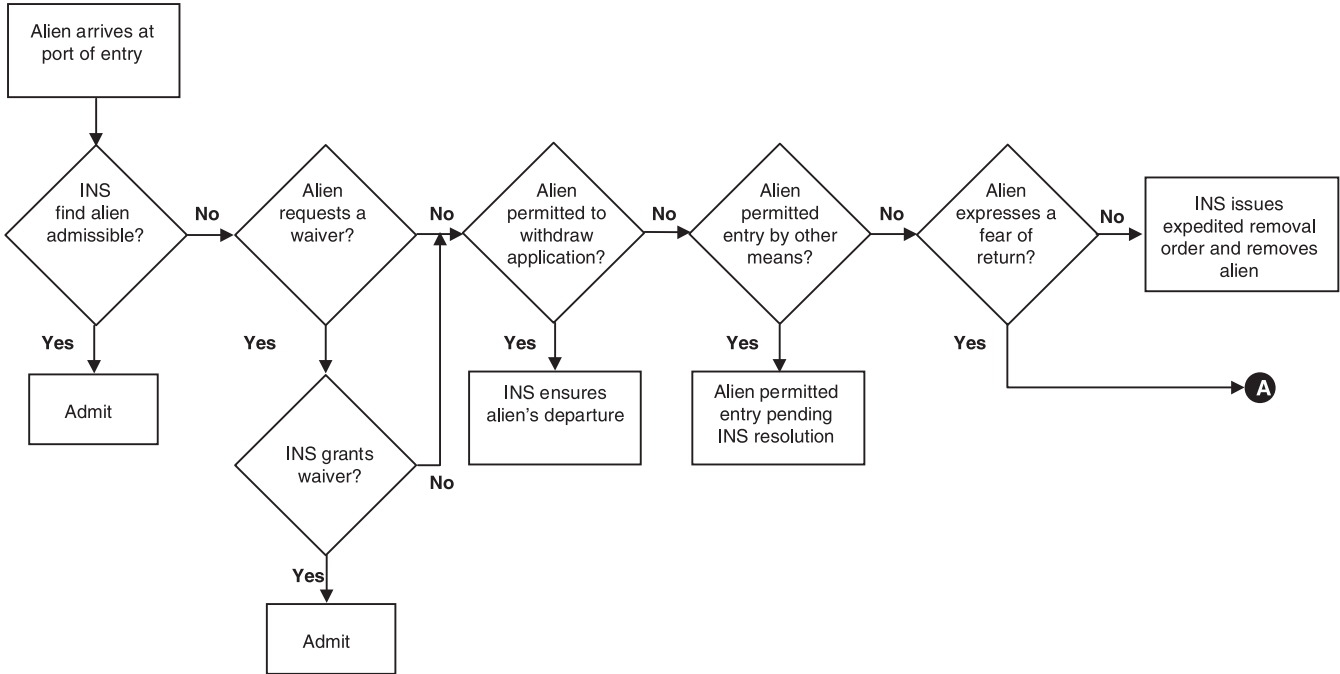 Alien arrives at
port of entry
INS
find alien
admissible?
No
Yes
Admit
Alien
requests a
waiver?
No
Yes
INS grants
waiver?
No
Yes
Admit
Alien
permitted to
withdraw
application?
No
Yes
INS ensures
alien's departure
Alien
permitted
entry by other
means?
No
Yes
Alien permitted
entry pending
INS resolution
Alien
expresses a
fear of
return?
No
Yes
INS issues
expedited removal
order and removes
alien
A